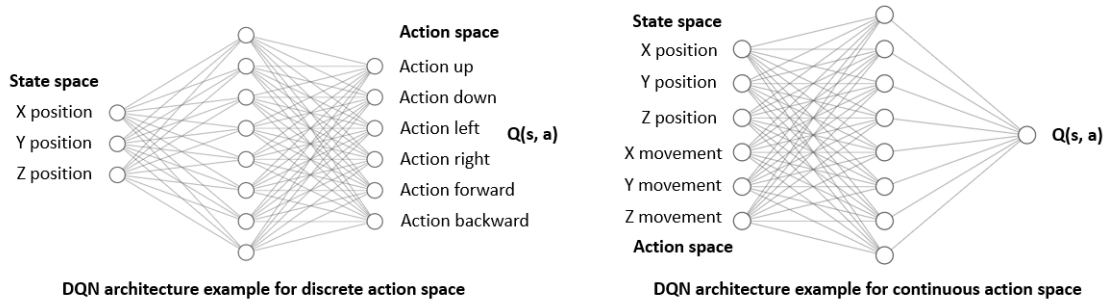 State space
X position
Y position
Z position
Action space
Action up
Action down
Action left
Action right
Action forward
Action backward
Q(s, a)
DQN architecture example for discrete action space
State space
X position
Y position
Z position
X movement
Y movement
Z movement
Action space
Q(s, a)
DQN architecture example for continuous action space